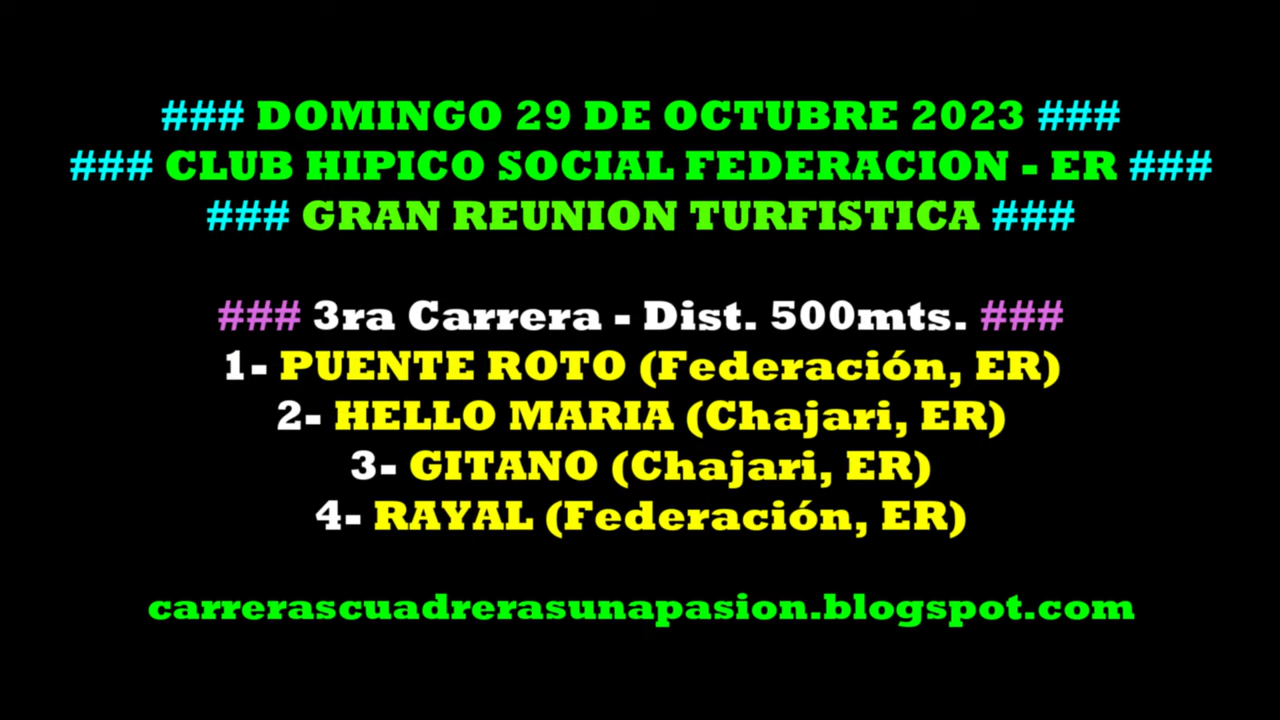 ### DOMINGO 29 DE OCTUBRE 2023 ###
### CLUB HIPICO SOCIAL FEDERACION - ER ###
### GRAN REUNION TURFISTICA ###
### 3ra Carrera - Dist. 500mts. ###
1- PUENTE ROTO (Federación, ER)
2- HELLO MARIA (Chajari, ER)
3- GITANO (Chajari, ER)
4- RAYAL (Federación, ER)
carrerascuadrerasunapasion.blogspot.com